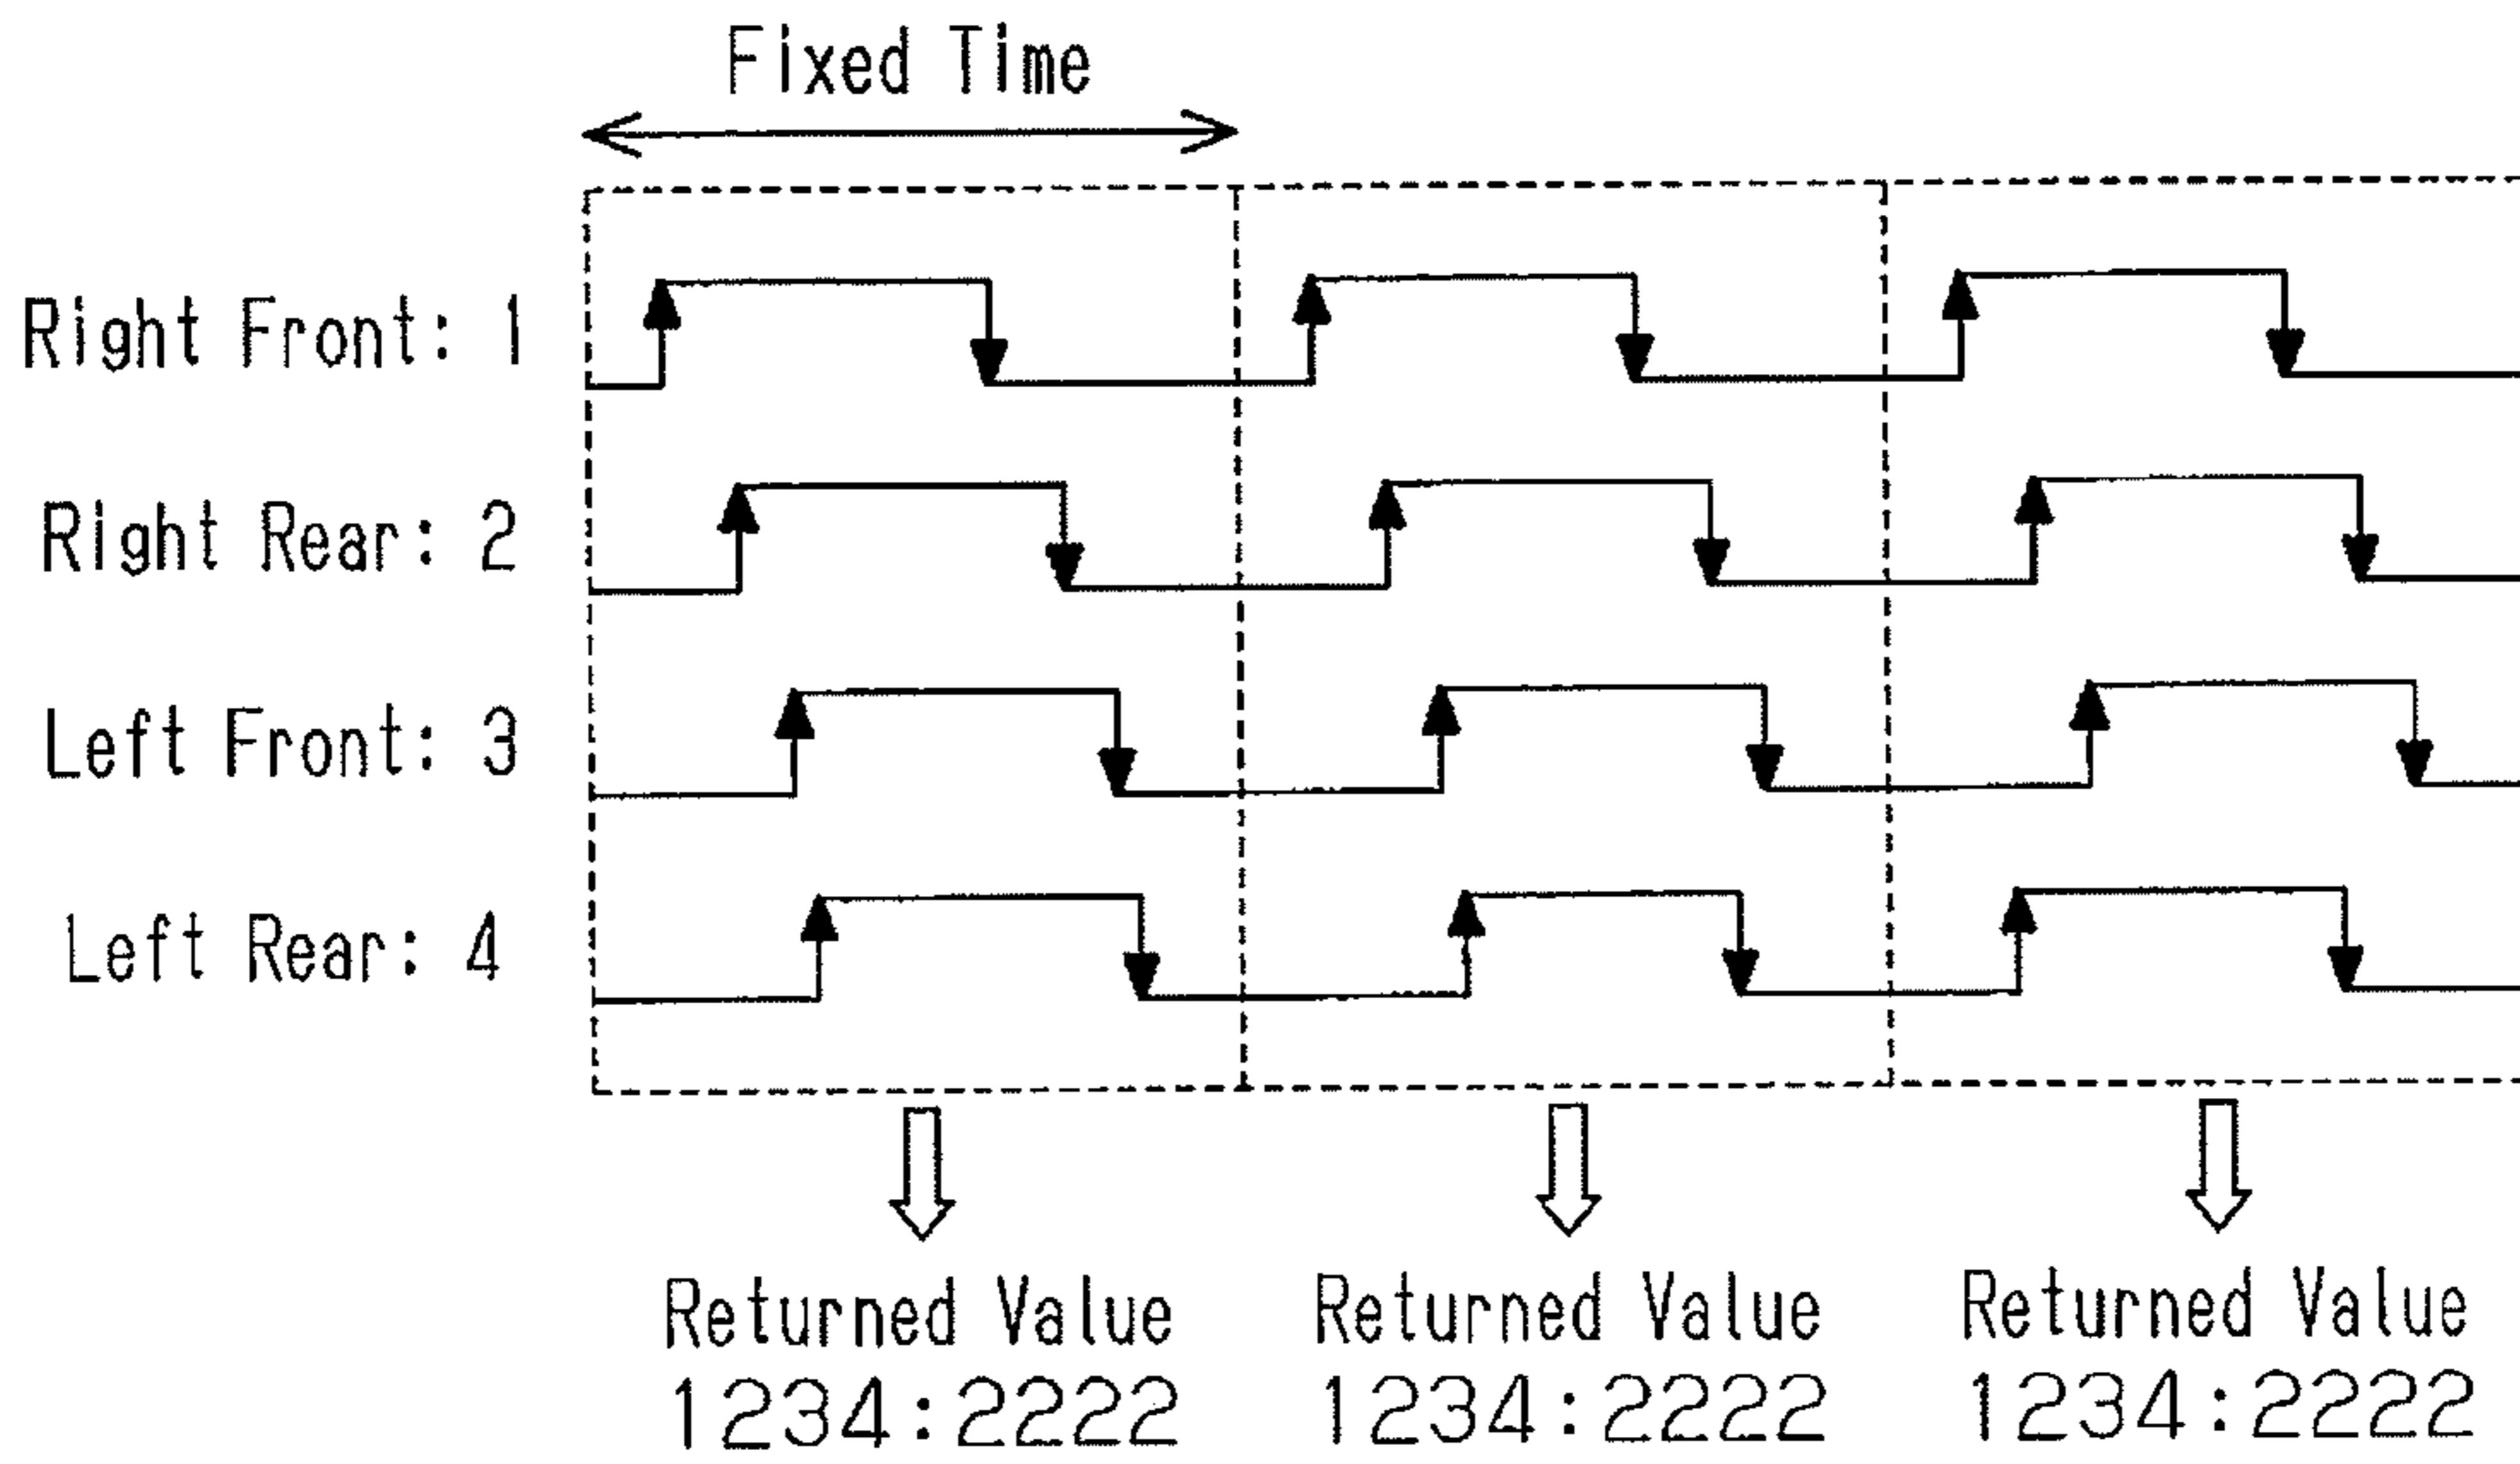 Fixed Time
Right Front: 1
Right Rear: 2
Left Front: 3
Left Rear: 4
Returned Value
1234:2222
Returned Value
1234:2222
Returned Value
1234:2222